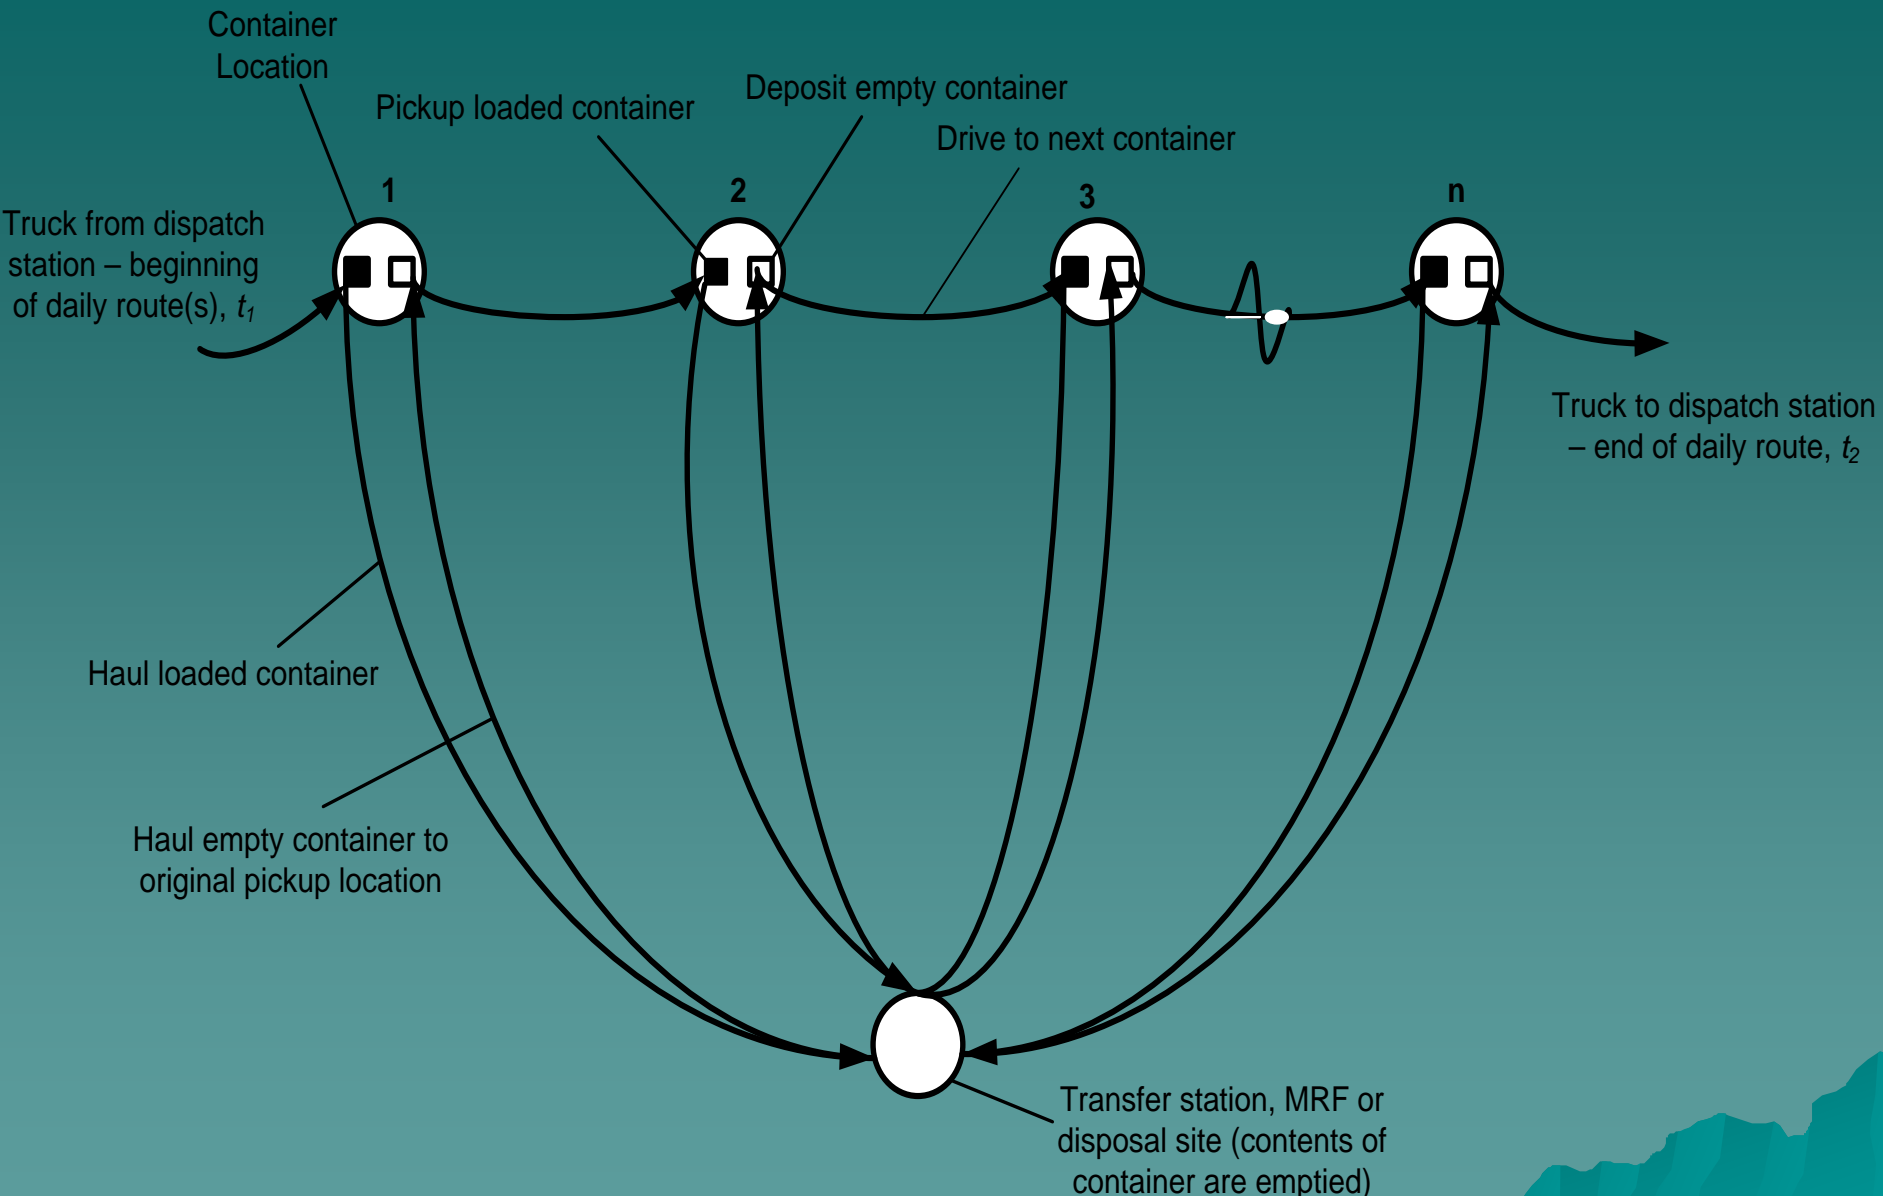 Container
Location
Pickup loaded container
Deposit empty container
Drive to next container
1
2
3
n
Truck from dispatch
station – beginning
of daily route(s), t1
Truck to dispatch station
– end of daily route, t2
Haul loaded container
Haul empty container to
original pickup location
Transfer station, MRF or
disposal site (contents of
container are emptied)